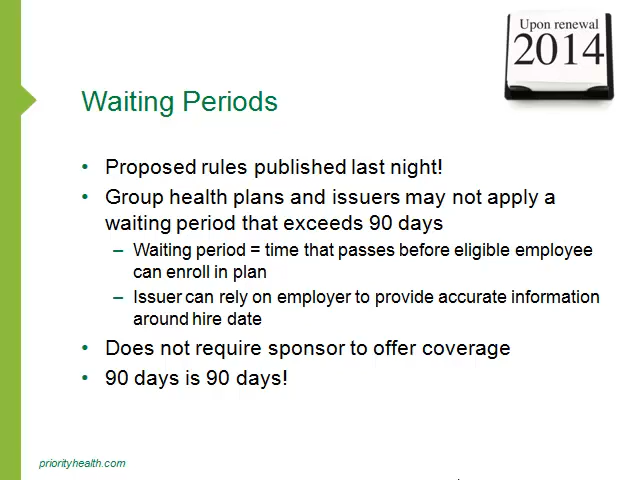 Upon renewal
2014
Waiting Periods
• Proposed rules published last night!
• Group health plans and issuers may not apply a
waiting period that exceeds 90 days
– Waiting period = time that passes before eligible employee
can enroll in plan
– Issuer can rely on employer to provide accurate information
around hire date
• Does not require sponsor to offer coverage
• 90 days is 90 days!
priorityhealth.com